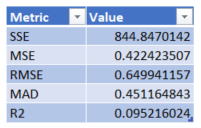 Metric Value
SSE 844.8470142
MSE 0.422423507
RMSE 0.649941157
MAD 0.451164843
R2 0.095216024